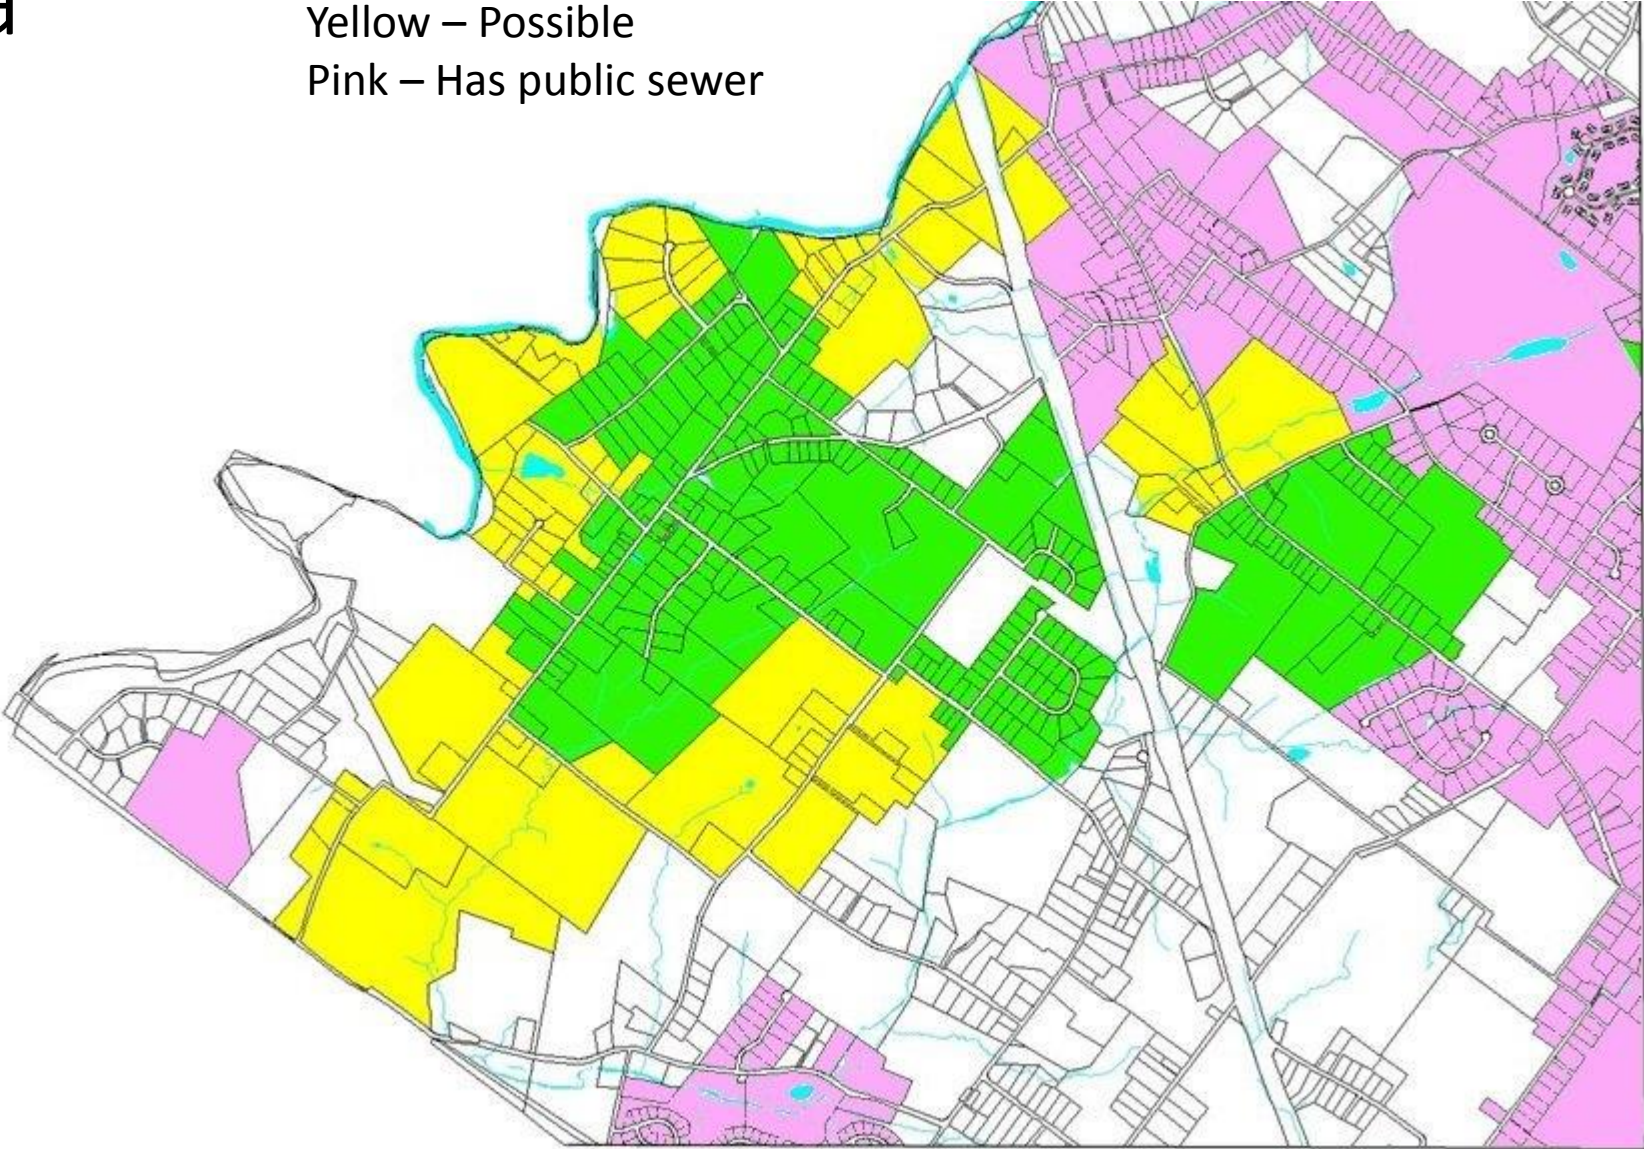 Yellow – Possible
Pink – Has public sewer